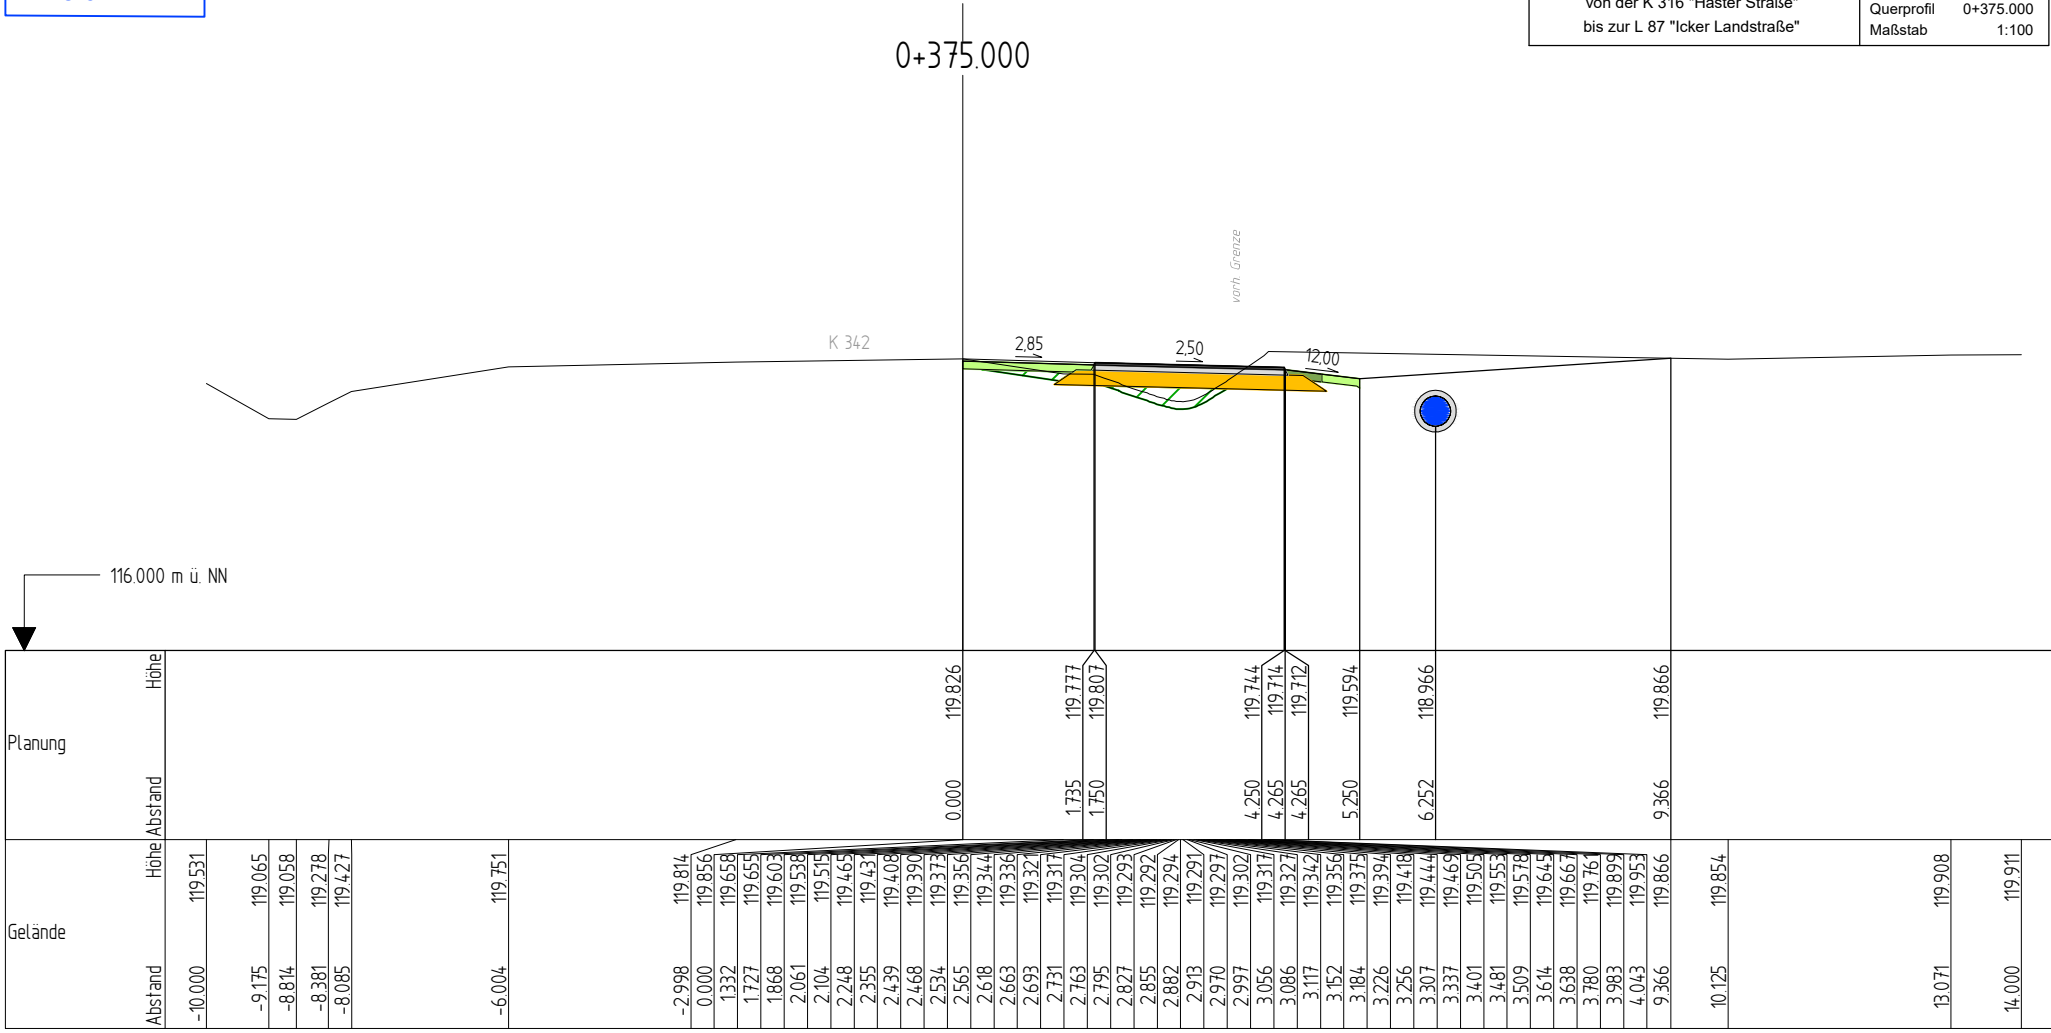 von der K 316 "Haster Straße"
bis zur L 87 "Icker Landstraße"
Querprofil 0+375.000
Maßstab 1:100
0+375.000
vorh. Grenze
K 342
2,85
2,50
12,00
116.000 m ü. NN
Planung
Höhe
119.826 119.777 119.807 119.744 119.714 119.712 119.594 118.966 119.866
Abstand
0.000 1.735 1.750 4.250 4.265 4.265 5.250 6.252 9.366
Gelände
Höhe
119.531 119.065 119.058 119.278 119.427 119.751 119.814 119.856 119.658 119.655 119.603 119.538 119.515 119.465 119.431 119.408 119.390 119.373 119.356 119.344 119.336 119.321 119.317 119.304 119.302 119.293 119.292 119.294 119.291 119.297 119.302 119.317 119.327 119.342 119.356 119.375 119.394 119.418 119.444 119.469 119.505 119.553 119.578 119.645 119.667 119.761 119.899 119.953 119.866 119.854 119.908 119.911
Abstand
-10.000 -9.175 -8.814 -8.381 -8.085 -6.004 -2.998 0.000 1.332 1.727 1.868 2.061 2.104 2.248 2.355 2.439 2.468 2.534 2.565 2.618 2.663 2.693 2.731 2.763 2.795 2.827 2.855 2.882 2.913 2.970 2.997 3.056 3.086 3.117 3.152 3.184 3.226 3.256 3.307 3.337 3.401 3.481 3.509 3.614 3.638 3.780 3.983 4.043 9.366 10.125 13.071 14.000